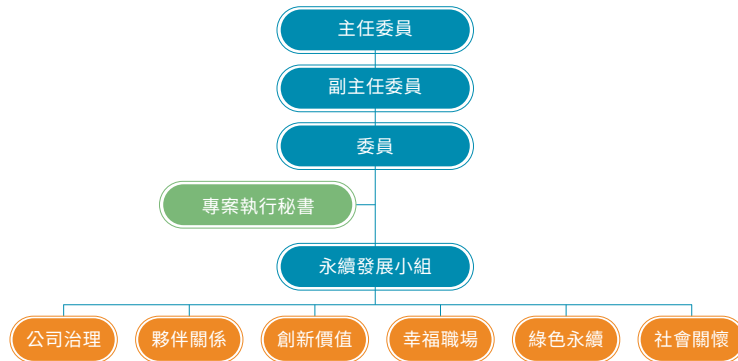 主任委員
副主任委員
委員
專案執行秘書
永續發展小組
公司治理
夥伴關係
創新價值
幸福職場
綠色永續
社會關懷